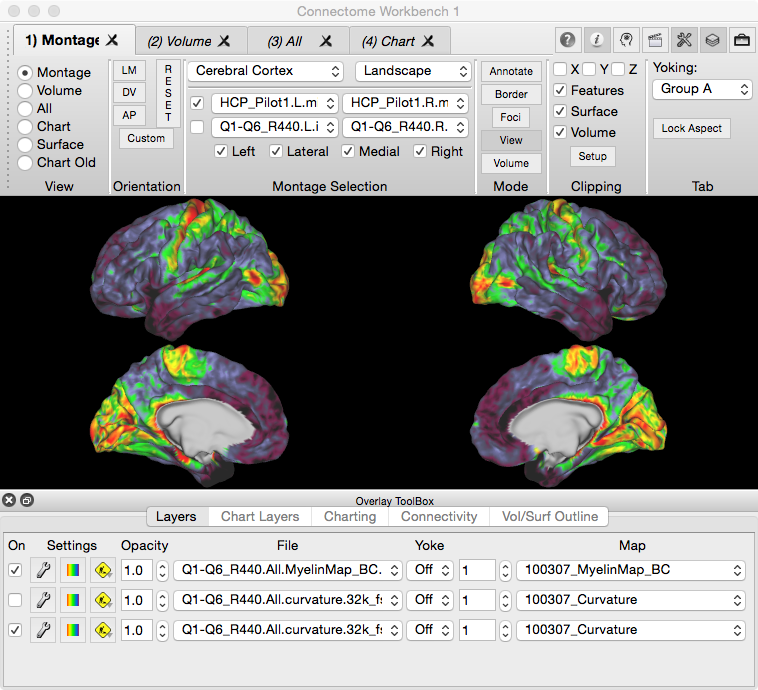 Connectome Workbench 1
1) Montage (2) Volume (3) All (4) Chart
Montage
Volume
All
Chart
Surface
Chart Old
View
LM
DV
AP
Custom
RESET
Orientation
Cerebral Cortex Landscape
HCP_Pilot1.L.m HCP_Pilot1.R.m
Q1-Q6_R440.L.i Q1-Q6_R440.R.
Left Lateral Medial Right
Montage Selection
Annotate
Border
Foci
View
Volume
Mode
X Y Z
Features
Surface
Volume
Setup
Clipping
Yoking:
Group A
Lock Aspect
Tab
Overlay ToolBox
Layers Chart Layers Charting Connectivity Vol/Surf Outline
On Settings Opacity File Yoke Map
1.0 Q1-Q6_R440.All.MyelinMap_BC. Off 1 100307_MyelinMap_BC
1.0 Q1-Q6_R440.All.curvature.32k_fs Off 1 100307_Curvature
1.0 Q1-Q6_R440.All.curvature.32k_fs Off 1 100307_Curvature